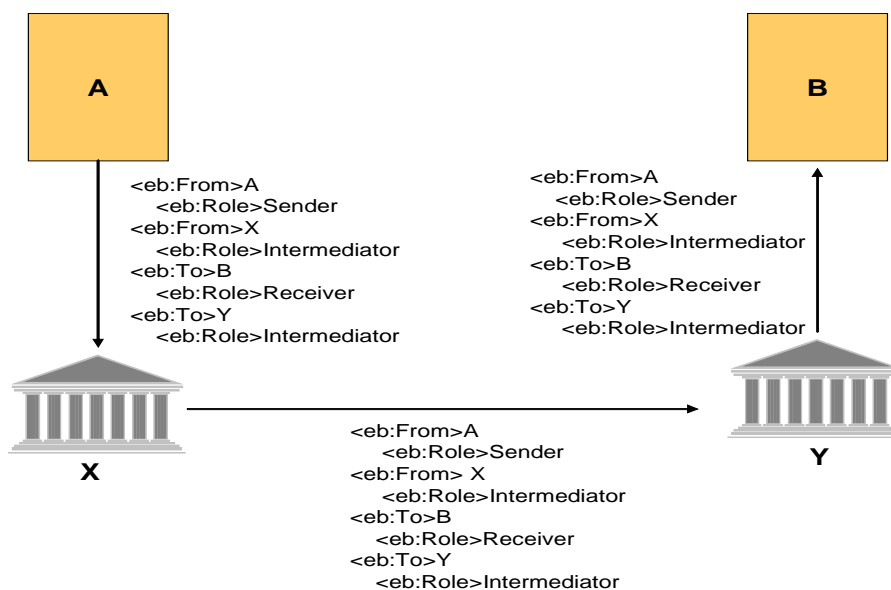 A
B
<eb:From>A
<eb:Role>Sender
<eb:From>X
<eb:Role>Intermediator
<eb:To>B
<eb:Role>Receiver
<eb:To>Y
<eb:Role>Intermediator
<eb:From>A
<eb:Role>Sender
<eb:From>X
<eb:Role>Intermediator
<eb:To>B
<eb:Role>Receiver
<eb:To>Y
<eb:Role>Intermediator
X
Y
<eb:From>A
<eb:Role>Sender
<eb:From> X
<eb:Role>Intermediator
<eb:To>B
<eb:Role>Receiver
<eb:To>Y
<eb:Role>Intermediator